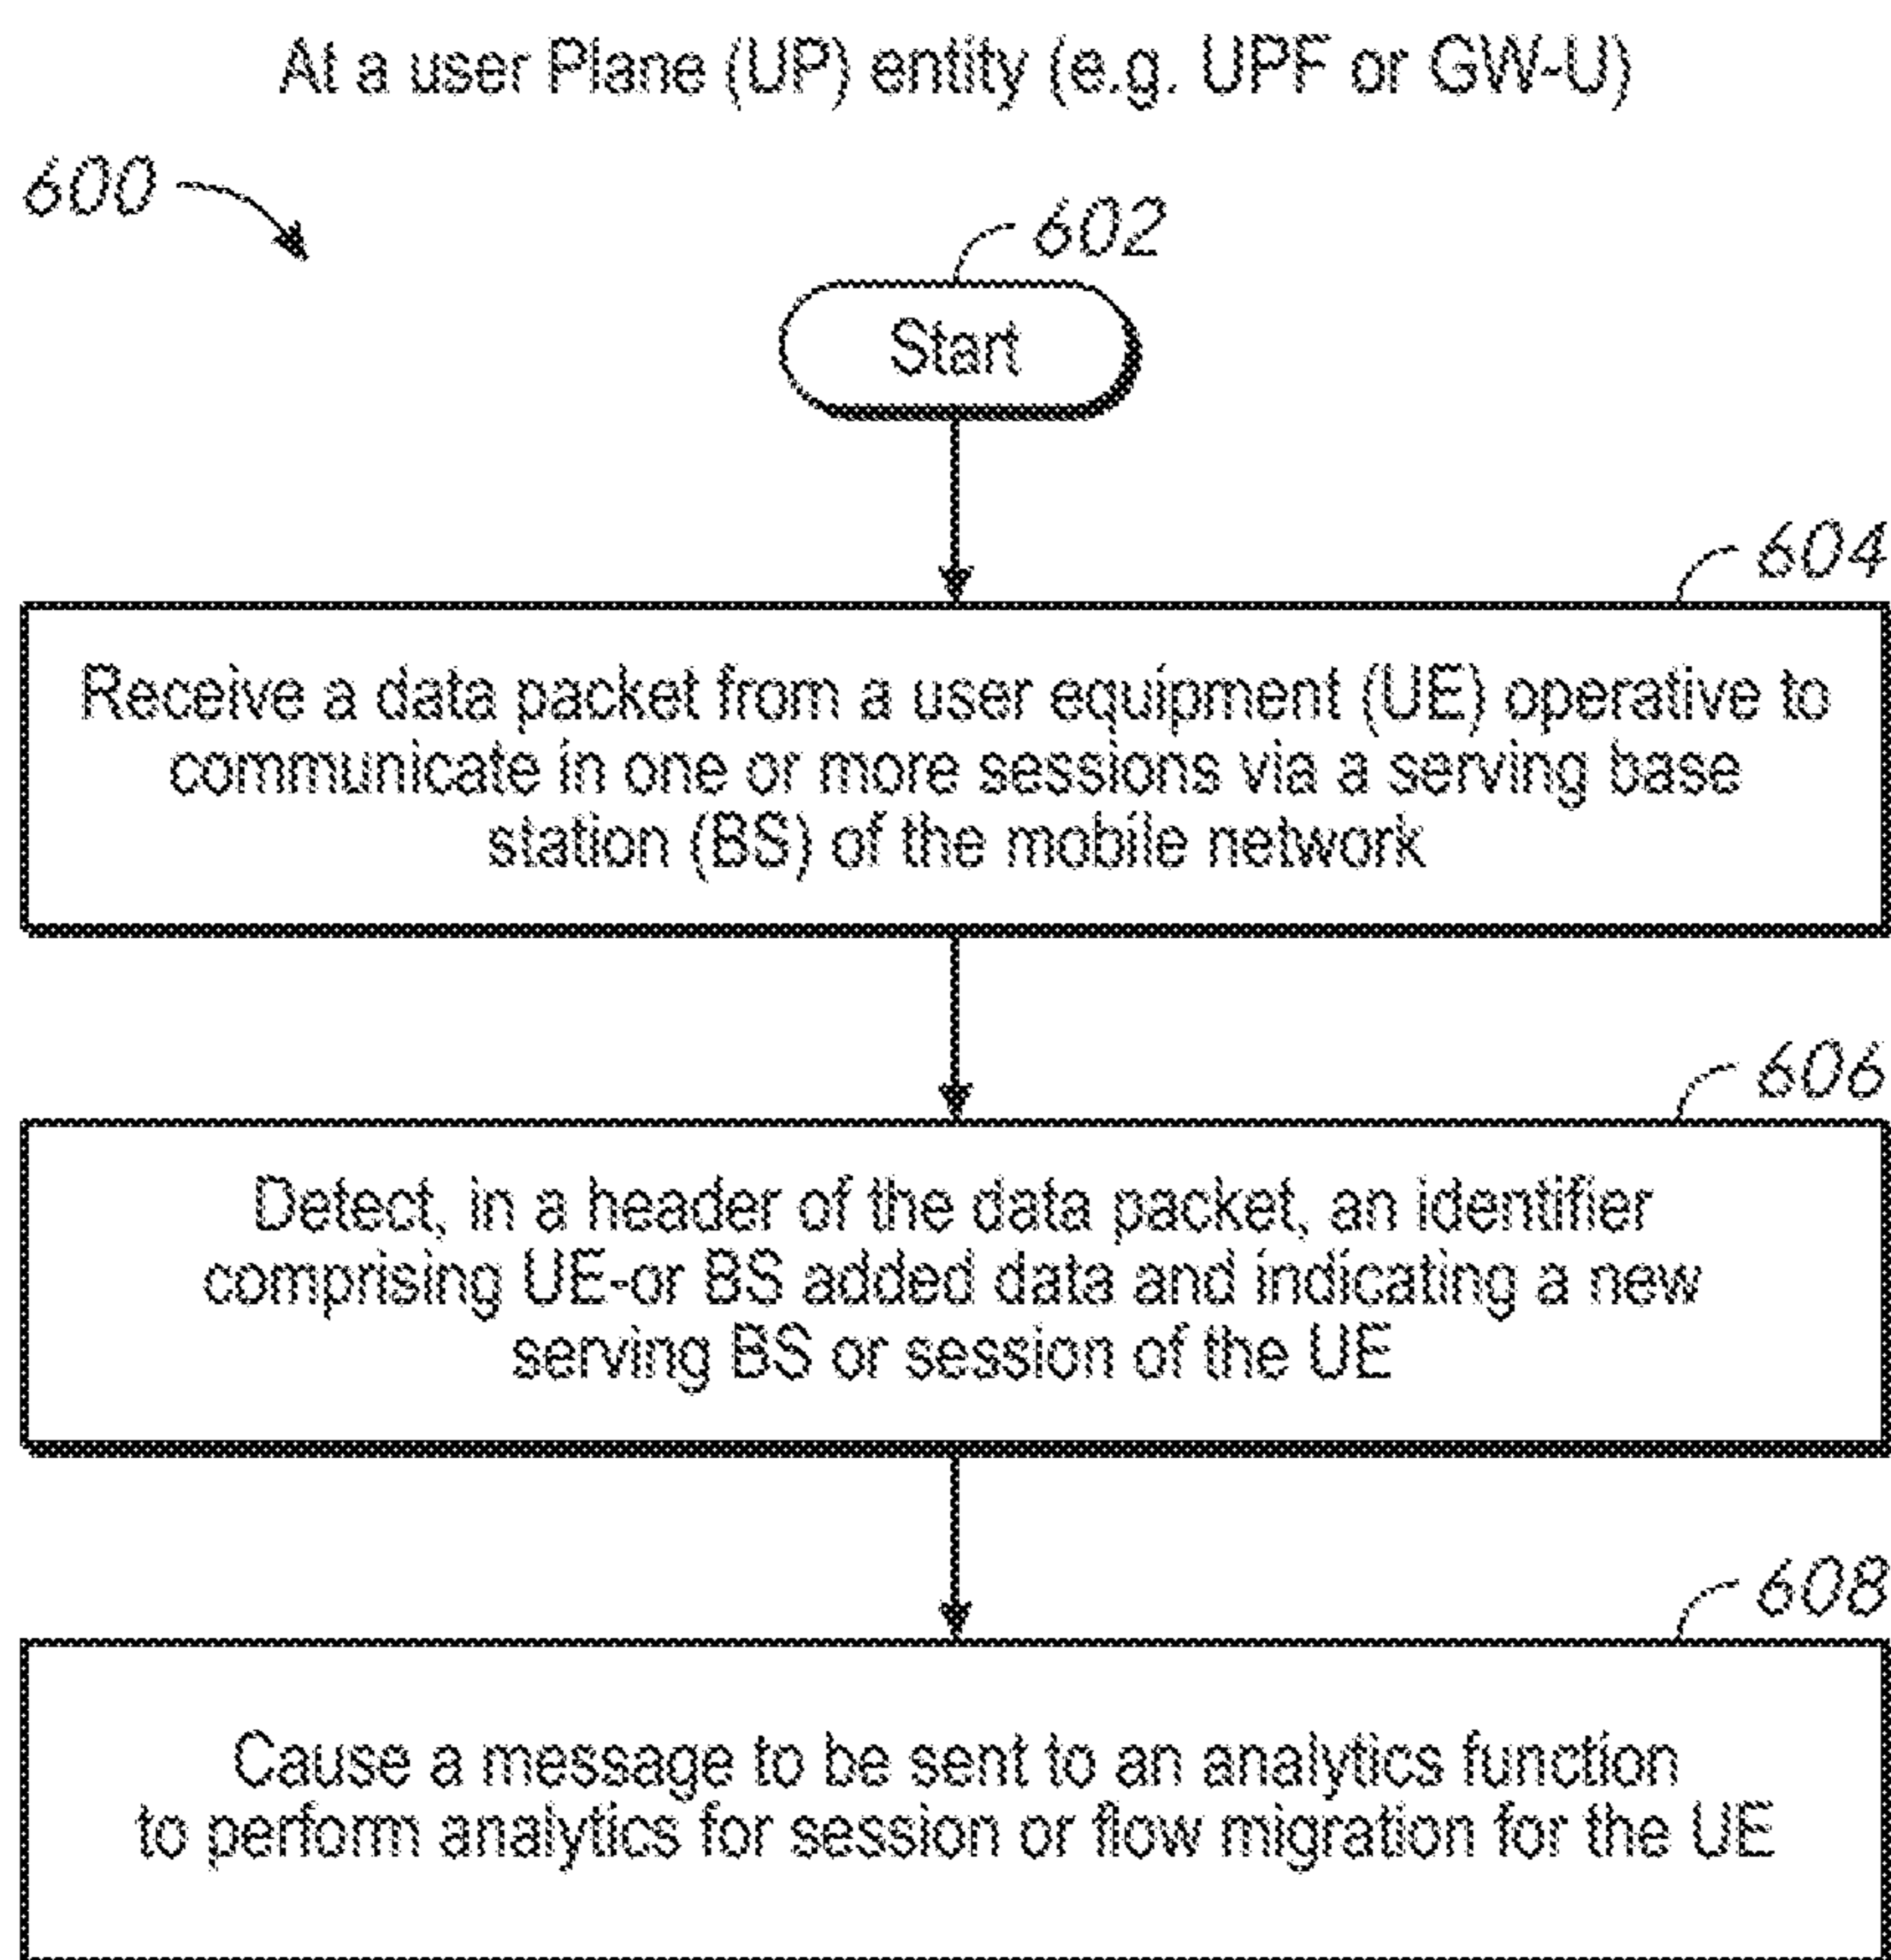 At a user Plane (UP) entity (e.g. UPF or GW-U)
600
602
Start
604
Receive a data packet from a user equipment (UE) operative to
communicate in one or more sessions via a serving base
station (BS) of the mobile network
606
Detect, in a header of the data packet, an identifier
comprising UE-or BS added data and indicating a new
serving BS or session of the UE
608
Cause a message to be sent to an analytics function
to perform analytics for session or flow migration for the UE